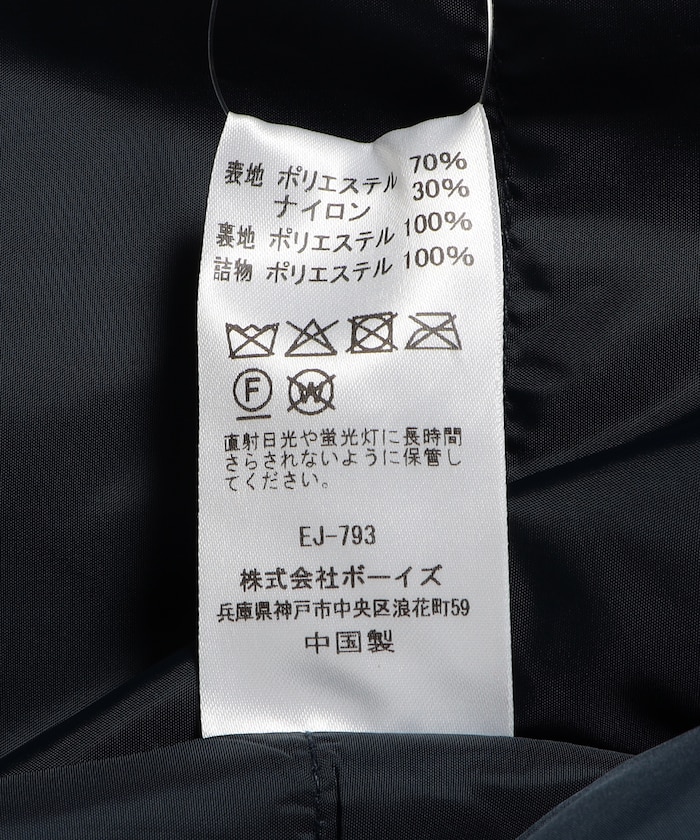 表地 ポリエステル 70%
ナイロン 30%
裏地 ポリエステル 100%
詰物 ポリエステル 100%
F W
直射日光や蛍光灯に長時間
さらされないように保管し
てください。
EJ-793
株式会社ボーイズ
兵庫県神戸市中央区浪花町59
中国製